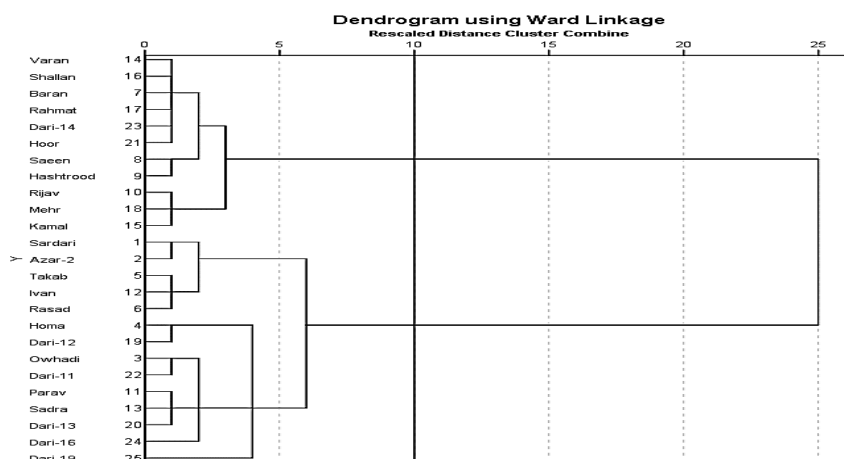 Dendrogram using Ward Linkage
Rescaled Distance Cluster Combine
0 5 10 15 20 25
Varan 14
Shallan 16
Baran 7
Rahmat 17
Dari-14 23
Hoor 21
Saeen 8
Hashtrood 9
Rijav 10
Mehr 18
Kamal 15
Sardari 1
Y
Azar-2 2
Takab 5
Ivan 12
Rasad 6
Homa 4
Dari-12 19
Owhadi 3
Dari-11 22
Parav 11
Sadra 13
Dari-13 20
Dari-16 24
Dari-19 25